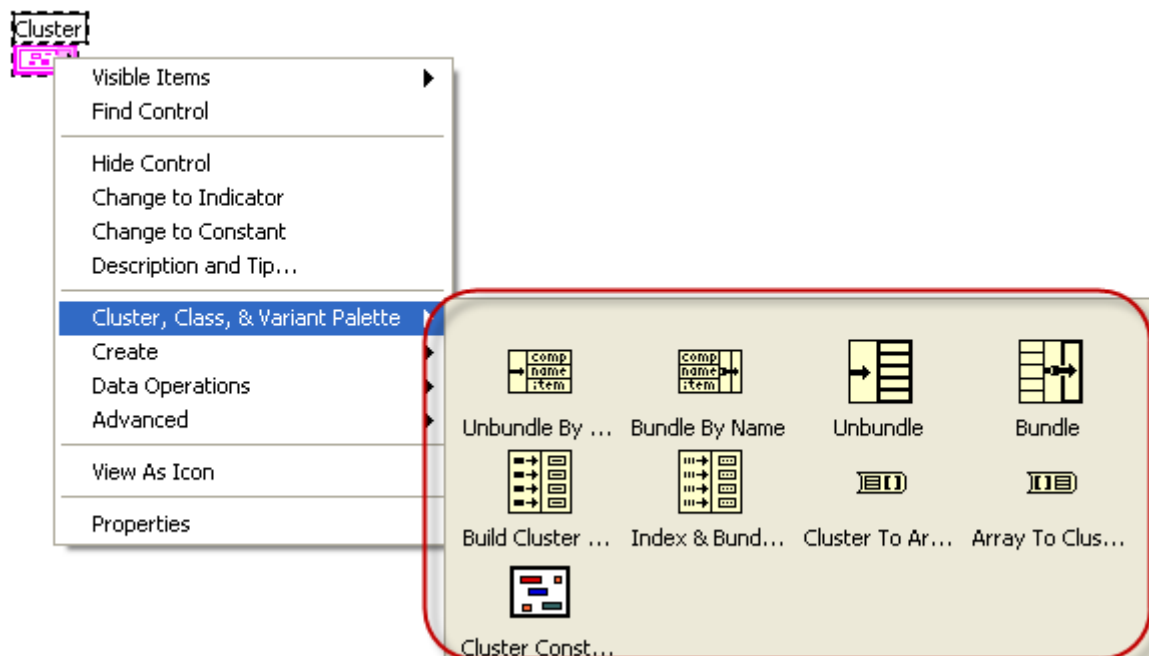 Cluster
Visible Items
Find Control
Hide Control
Change to Indicator
Change to Constant
Description and Tip...
Cluster, Class, & Variant Palette
Create
Data Operations
Advanced
View As Icon
Properties
comp
name
item
comp
name
item
Unbundle By ...
Bundle By Name
Unbundle
Bundle
Build Cluster ...
Index & Bund...
Cluster To Ar...
Array To Clus...
Cluster Const...